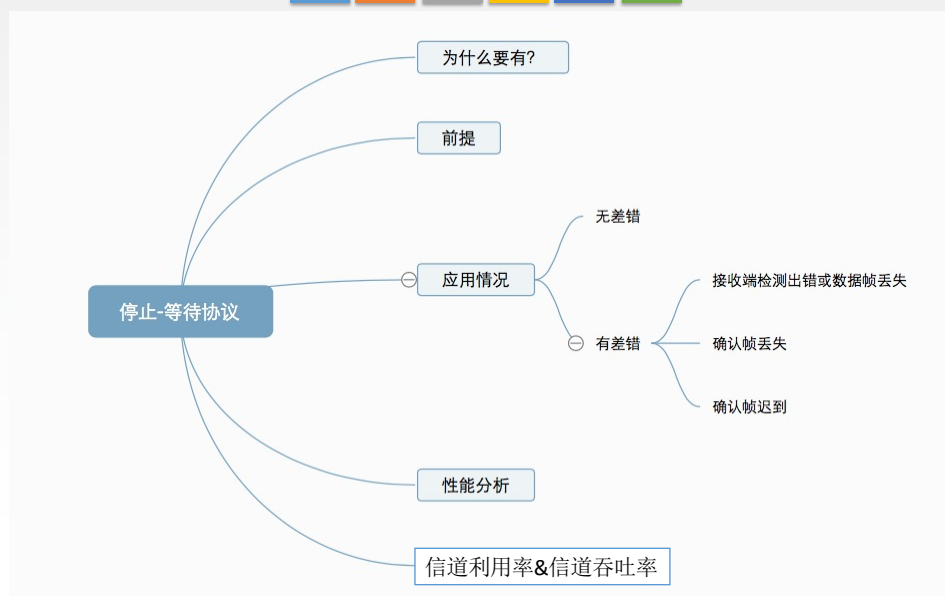 为什么要有?
前提
无差错
应用情况
接收端检测出错或数据帧丢失
停止-等待协议
有差错
确认帧丢失
确认帧迟到
性能分析
信道利用率&信道吞吐率